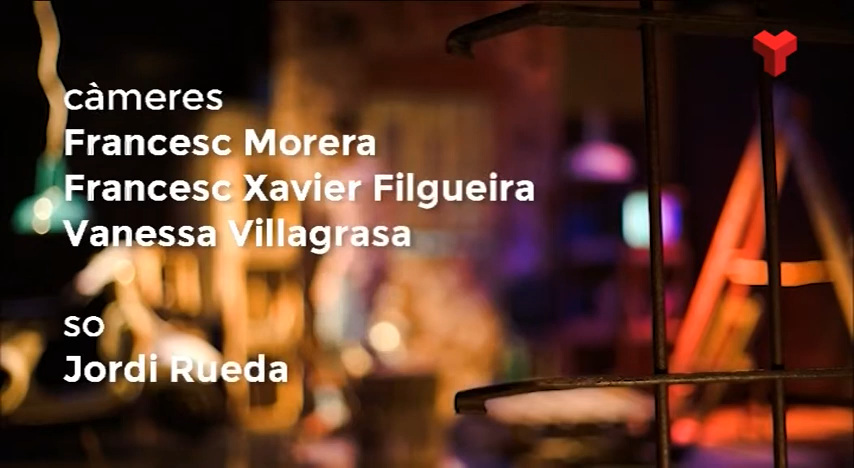 càmeres
Francesc Morera
Francesc Xavier Filgueira
Vanessa Villagrasa
so
Jordi Rueda